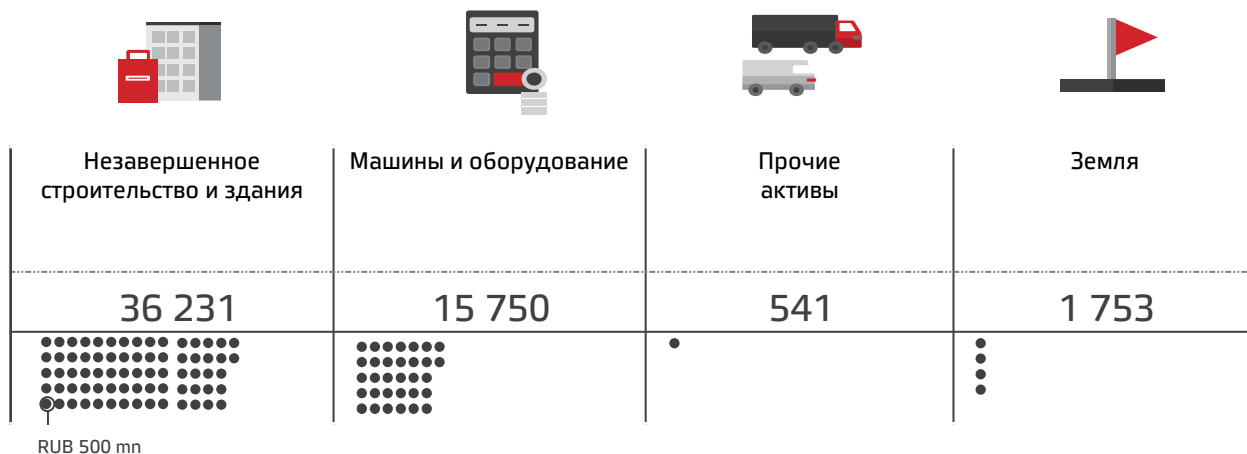 Незавершенное
строительство и здания
Машины и оборудование
Прочие
активы
Земля
36 231
15 750
541
1 753
RUB 500 mn